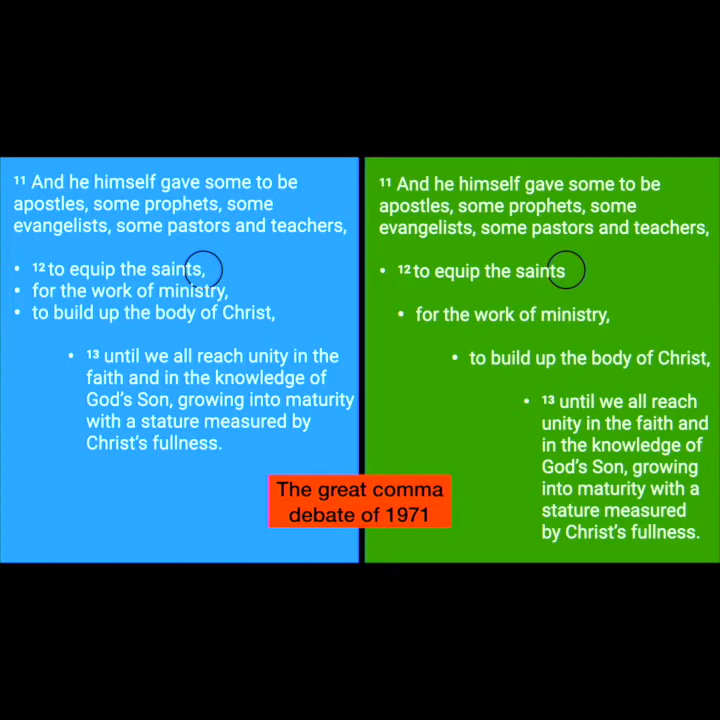 ¹¹ And he himself gave some to be
apostles, some prophets, some
evangelists, some pastors and teachers,
• ¹² to equip the saints,
• for the work of ministry,
• to build up the body of Christ,
• ¹³ until we all reach unity in the
faith and in the knowledge of
God's Son, growing into maturity
with a stature measured by
Christ's fullness.
¹¹ And he himself gave some to be
apostles, some prophets, some
evangelists, some pastors and teachers,
• ¹² to equip the saints
• for the work of ministry,
• to build up the body of Christ,
• ¹³ until we all reach
unity in the faith and
in the knowledge of
God's Son, growing
into maturity with a
stature measured
by Christ's fullness.
The great comma
debate of 1971